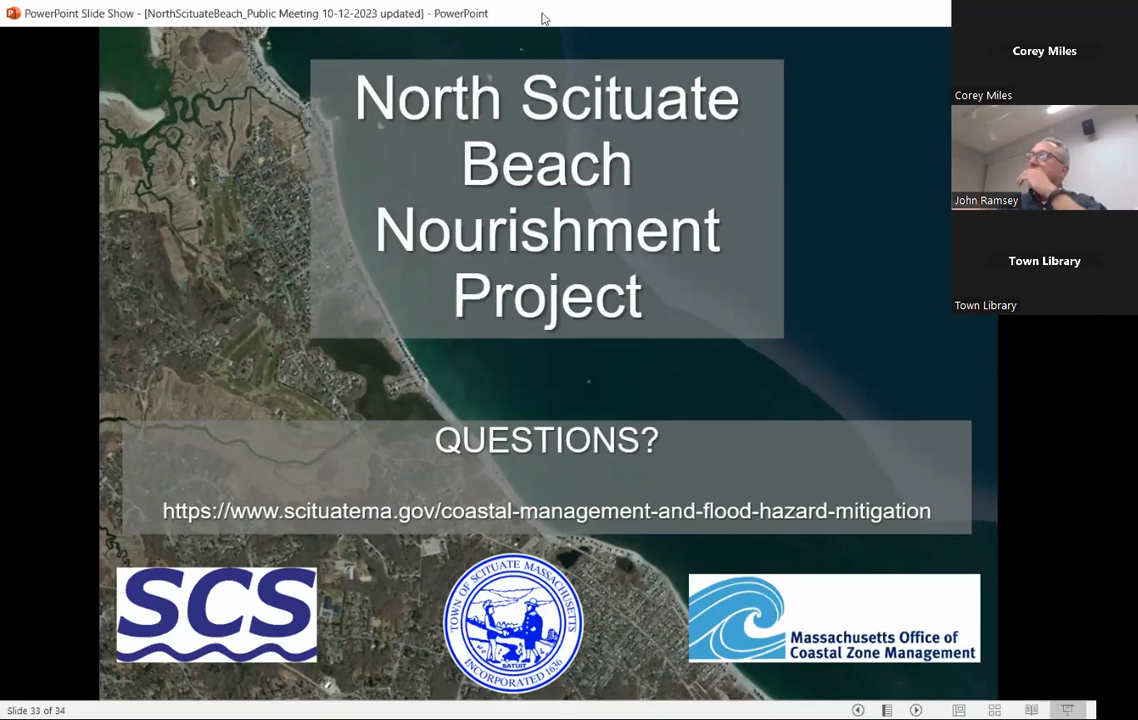 PowerPoint Slide Show - [NorthScituateBeach_Public Meeting 10-12-2023 updated] - PowerPoint
Corey Miles
Corey Miles
John Ramsey
Town Library
Town Library
North Scituate
Beach
Nourishment
Project
QUESTIONS?
https://www.scituatema.gov/coastal-management-and-flood-hazard-mitigation
SCS
TOWN OF SCITUATE MASSACHUSETTS
SATUIT
INCORPORATED 1636
Massachusetts Office of
Coastal Zone Management
Slide 33 of 34